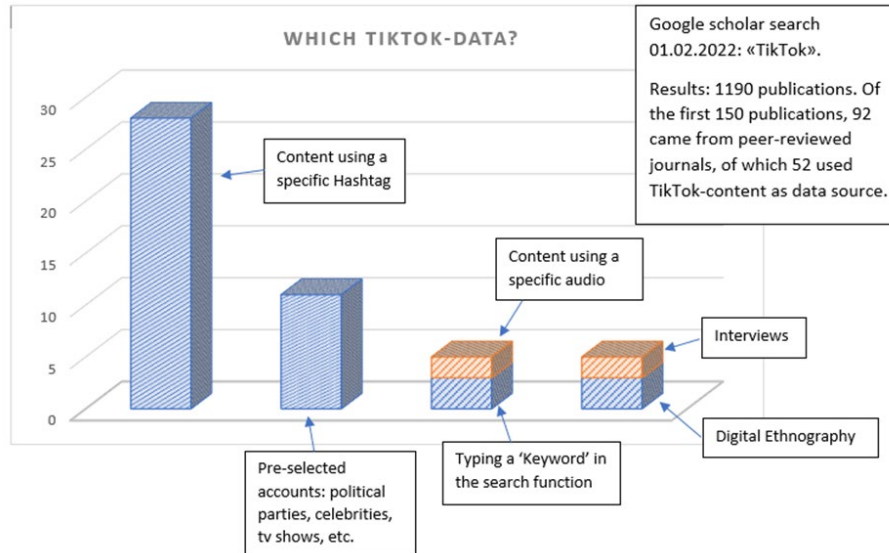 WHICH TIKTOK-DATA?
Google scholar search
01.02.2022: «TikTok».
Results: 1190 publications. Of
the first 150 publications, 92
came from peer-reviewed
journals, of which 52 used
TikTok-content as data source.
30
25
20
15
10
5
0
Content using a
specific Hashtag
Content using a
specific audio
Interviews
Digital Ethnography
Typing a ‘Keyword’ in
the search function
Pre-selected
accounts: political
parties, celebrities,
tv shows, etc.